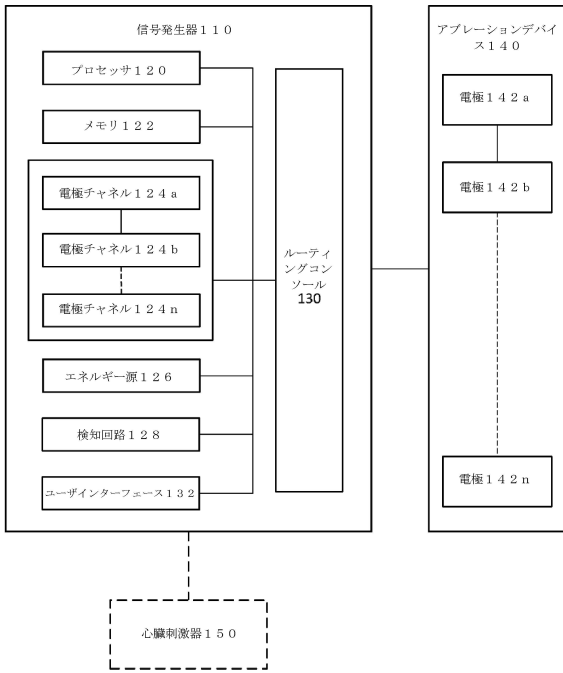 信号発生器１１０
プロセッサ１２０
メモリ１２２
電極チャネル１２４ａ
電極チャネル１２４ｂ
電極チャネル１２４ｎ
エネルギー源１２６
検知回路１２８
ユーザインターフェース１３２
ルーティ
ングコン
ソール
130
アブレーションデバイ
ス１４０
電極１４２ａ
電極１４２ｂ
電極１４２ｎ
心臓刺激器１５０